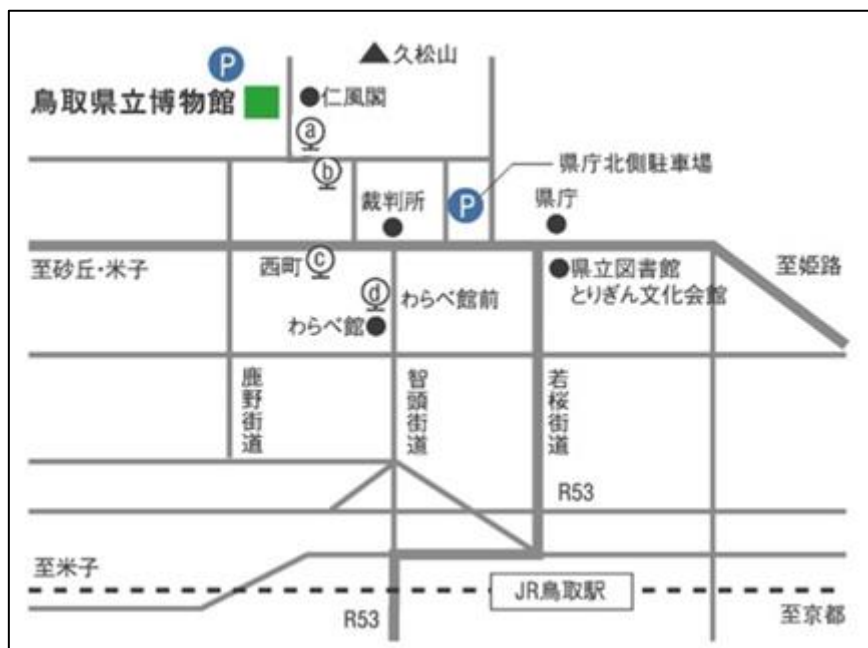 P
▲久松山
鳥取県立博物館
仁風閣
a
b
県庁北側駐車場
裁判所
P
県庁
至砂丘・米子
西町
c
県立図書館
とりぎん文化会館
至姫路
d
わらべ館前
わらべ館
鹿野街道
智頭街道
若桜街道
R53
至米子
JR鳥取駅
R53
至京都